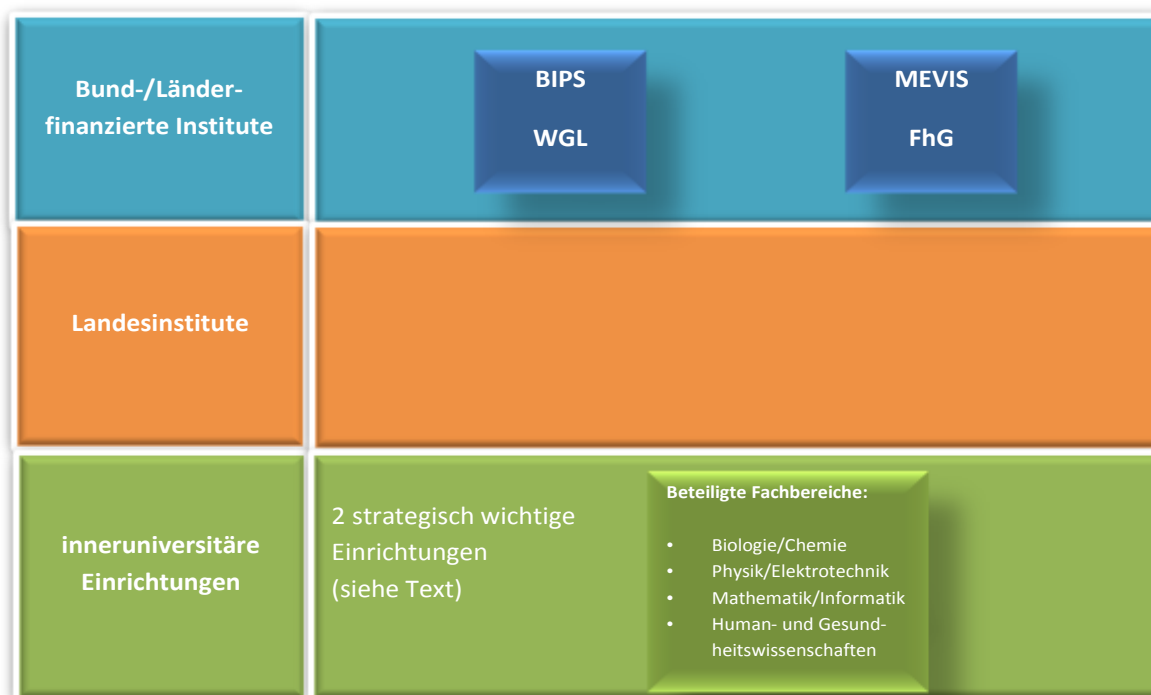 Bund-/Länder-
finanzierte Institute
BIPS
WGL
MEVIS
FhG
Landesinstitute
inneruniversitäre
Einrichtungen
2 strategisch wichtige
Einrichtungen
(siehe Text)
Beteiligte Fachbereiche:
• Biologie/Chemie
• Physik/Elektrotechnik
• Mathematik/Informatik
• Human- und Gesund-
heitswissenschaften